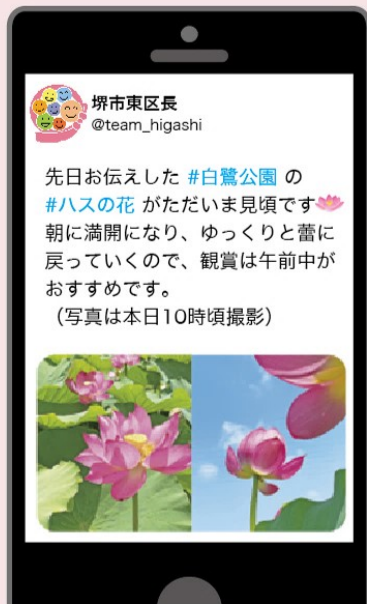 堺市東区長
@team_higashi
先日お伝えした #白鷺公園 の
#ハスの花 がただいま見頃です🪷
朝に満開になり、ゆっくりと蕾に
戻っていくので、観賞は午前中が
おすすめです。
（写真は本日10時頃撮影）